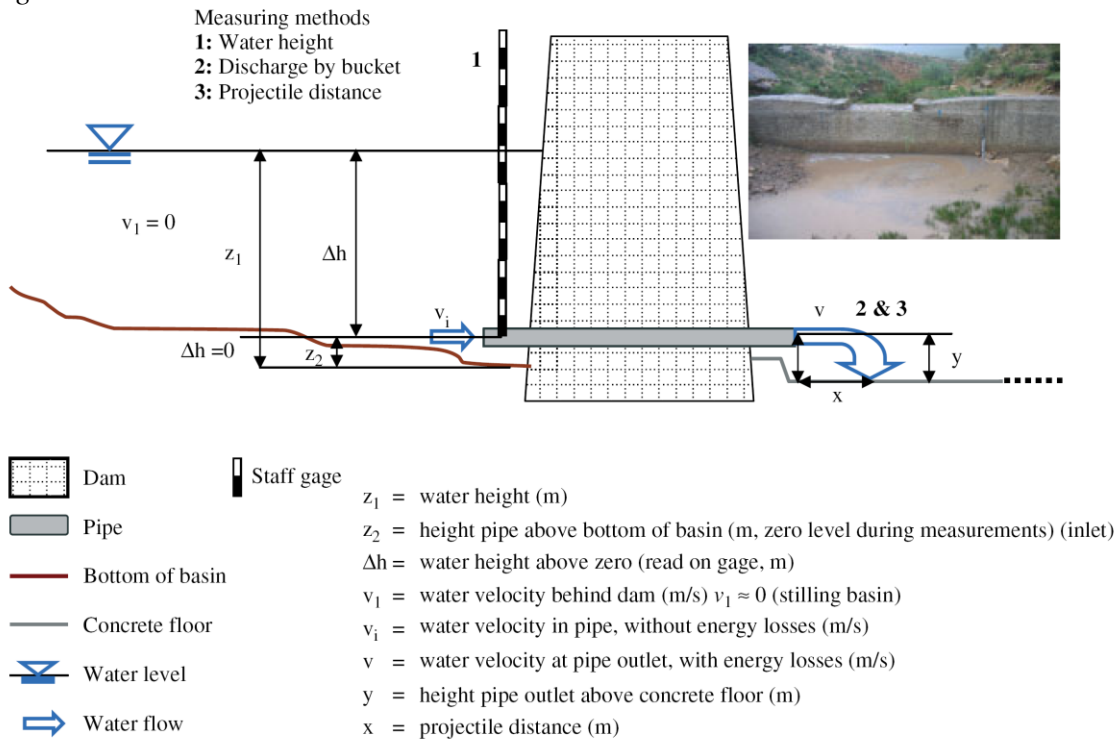 Measuring methods
1: Water height
2: Discharge by bucket
3: Projectile distance
1
v₁ = 0
z₁
Δh
vᵢ
v
2 & 3
Δh =0
z₂
y
x
Dam
Staff gage
Pipe
Bottom of basin
Concrete floor
Water level
Water flow
z₁ = water height (m)
z₂ = height pipe above bottom of basin (m, zero level during measurements) (inlet)
Δh = water height above zero (read on gage, m)
v₁ = water velocity behind dam (m/s) v₁ ≈ 0 (stilling basin)
vᵢ = water velocity in pipe, without energy losses (m/s)
v = water velocity at pipe outlet, with energy losses (m/s)
y = height pipe outlet above concrete floor (m)
x = projectile distance (m)